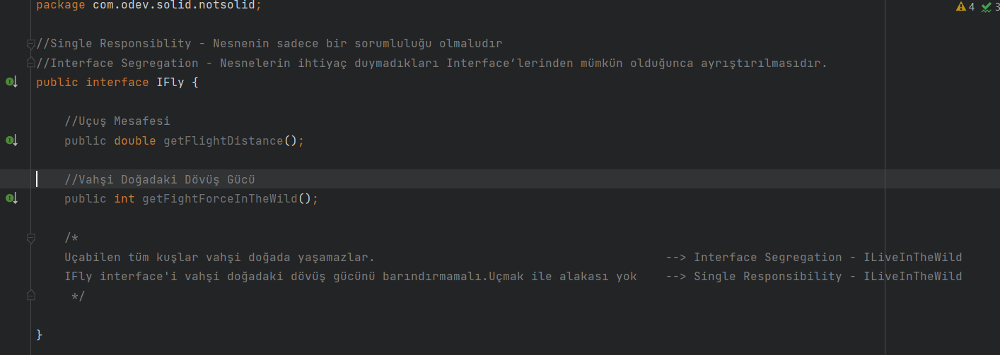 package com.odev.solid.notsolid;
4 3
//Single Responsiblity - Nesnenin sadece bir sorumluluğu olmaludır
//Interface Segregation - Nesnelerin ihtiyaç duymadıkları Interface’lerinden mümkün olduğunca ayrıştırılmasıdır.
public interface IFly {
//Uçuş Mesafesi
public double getFlightDistance();
//Vahşi Doğadaki Dövüş Gücü
public int getFightForceInTheWild();
/*
Uçabilen tüm kuşlar vahşi doğada yaşamazlar. --> Interface Segregation - ILiveInTheWild
IFly interface'i vahşi doğadaki dövüş gücünü barındırmamalı.Uçmak ile alakası yok --> Single Responsibility - ILiveInTheWild
*/
}